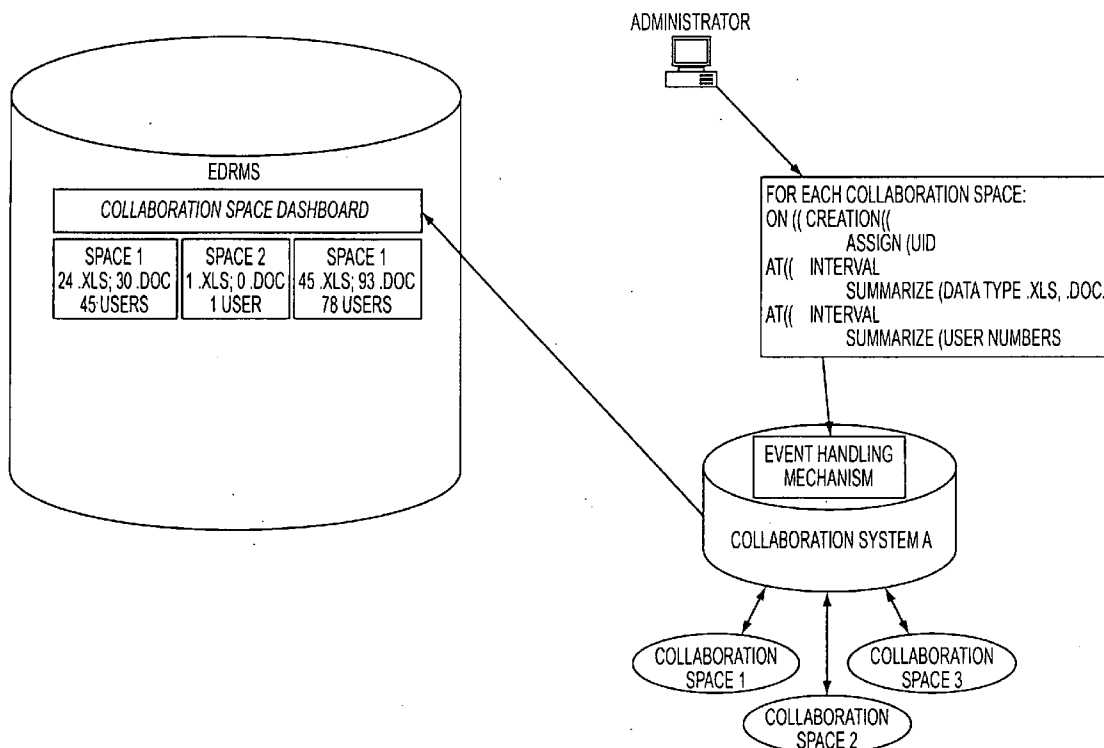 ADMINISTRATOR
EDRMS
COLLABORATION SPACE DASHBOARD
SPACE 1
24 .XLS; 30 .DOC
45 USERS
SPACE 2
1 .XLS; 0 .DOC
1 USER
SPACE 1
45 .XLS; 93 .DOC
78 USERS
FOR EACH COLLABORATION SPACE:
ON (( CREATION((
ASSIGN (UID
AT(( INTERVAL
SUMMARIZE (DATA TYPE .XLS, .DOC.
AT(( INTERVAL
SUMMARIZE (USER NUMBERS
EVENT HANDLING
MECHANISM
COLLABORATION SYSTEM A
COLLABORATION
SPACE 1
COLLABORATION
SPACE 2
COLLABORATION
SPACE 3